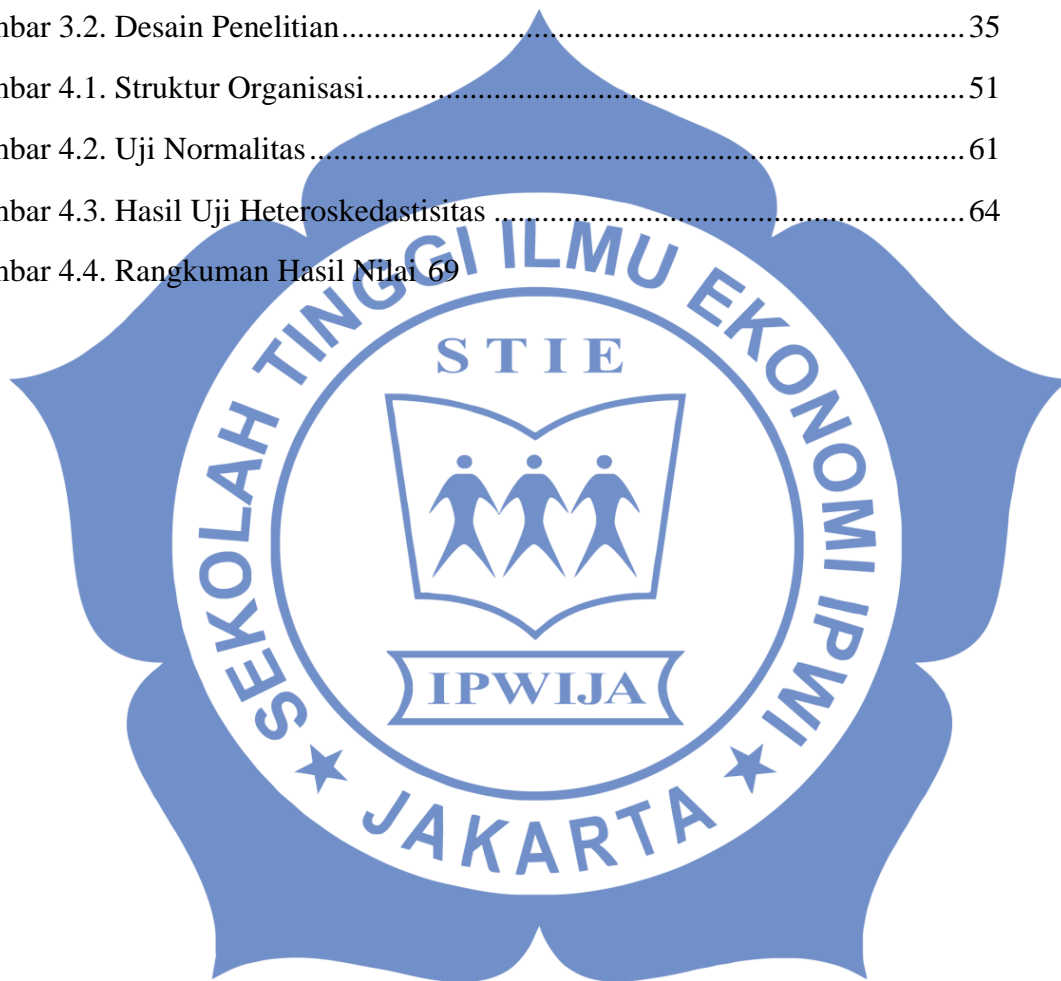 mbar 3.2. Desain Penelitian........................................................................35
mbar 4.1. Struktur Organisasi.....................................................................51
mbar 4.2. Uji Normalitas............................................................................61
mbar 4.3. Hasil Uji Heteroskedastisitas......................................................64
mbar 4.4. Rangkuman Hasil Nilai 69
SEKOLAH TINGGI ILMU EKONOMI IPWI
STIE
IPWIJA
★ JAKARTA ★